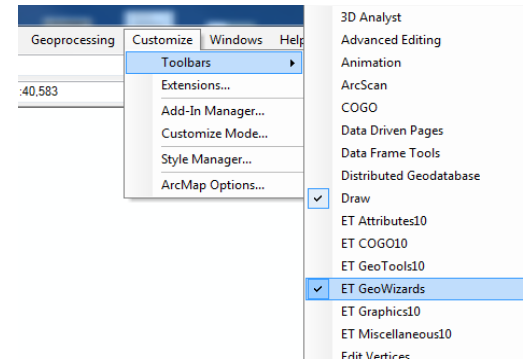 Geoprocessing Customize Windows Help
:40,583
Toolbars
Extensions...
Add-In Manager...
Customize Mode...
Style Manager...
ArcMap Options...
3D Analyst
Advanced Editing
Animation
ArcScan
COGO
Data Driven Pages
Data Frame Tools
Distributed Geodatabase
Draw
ET Attributes10
ET COGO10
ET GeoTools10
ET GeoWizards
ET Graphics10
ET Miscellaneous10
Edit Vertices